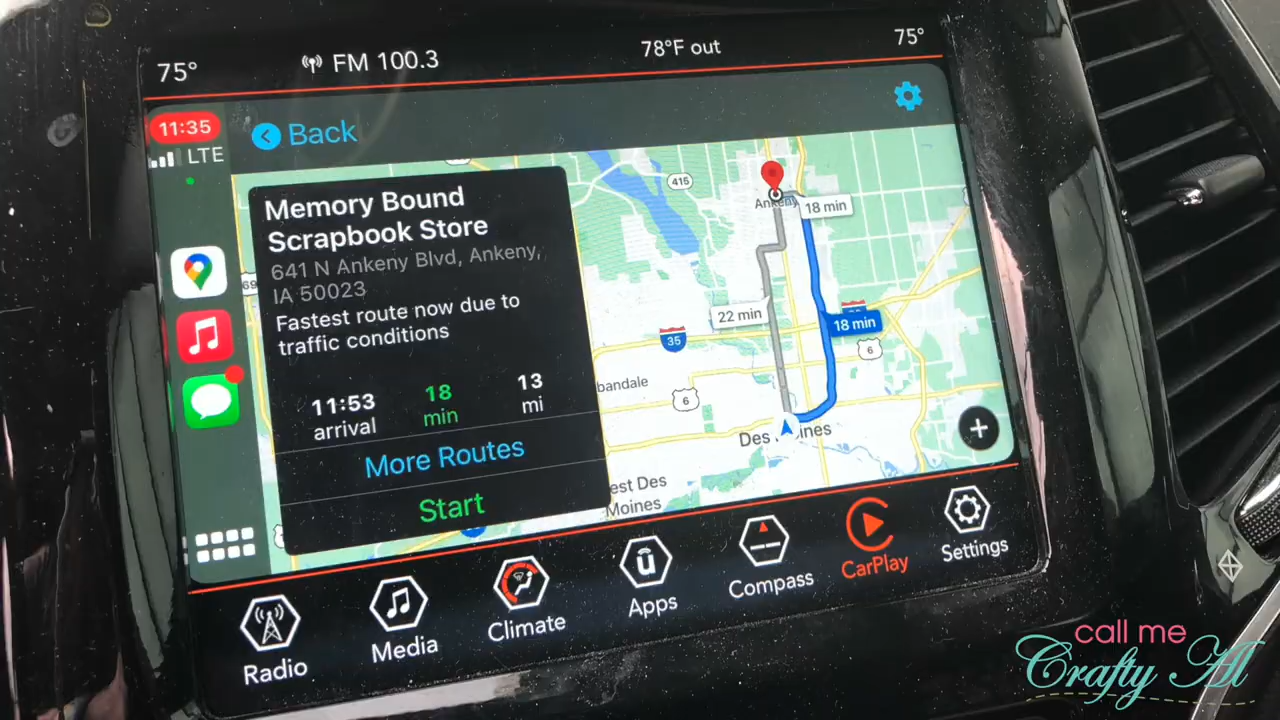 75°
FM 100.3
78°F out
75°
11:35
LTE
Back
Memory Bound
Scrapbook Store
641 N Ankeny Blvd, Ankeny,
IA 50023
Fastest route now due to
traffic conditions
11:53
arrival
18
min
13
mi
More Routes
Start
415
Ankeny
18 min
69
22 min
18 min
35
6
bandale
6
Des Moines
est Des
Moines
Radio
Media
Climate
Apps
Compass
CarPlay
Settings
call me
Crafty Al